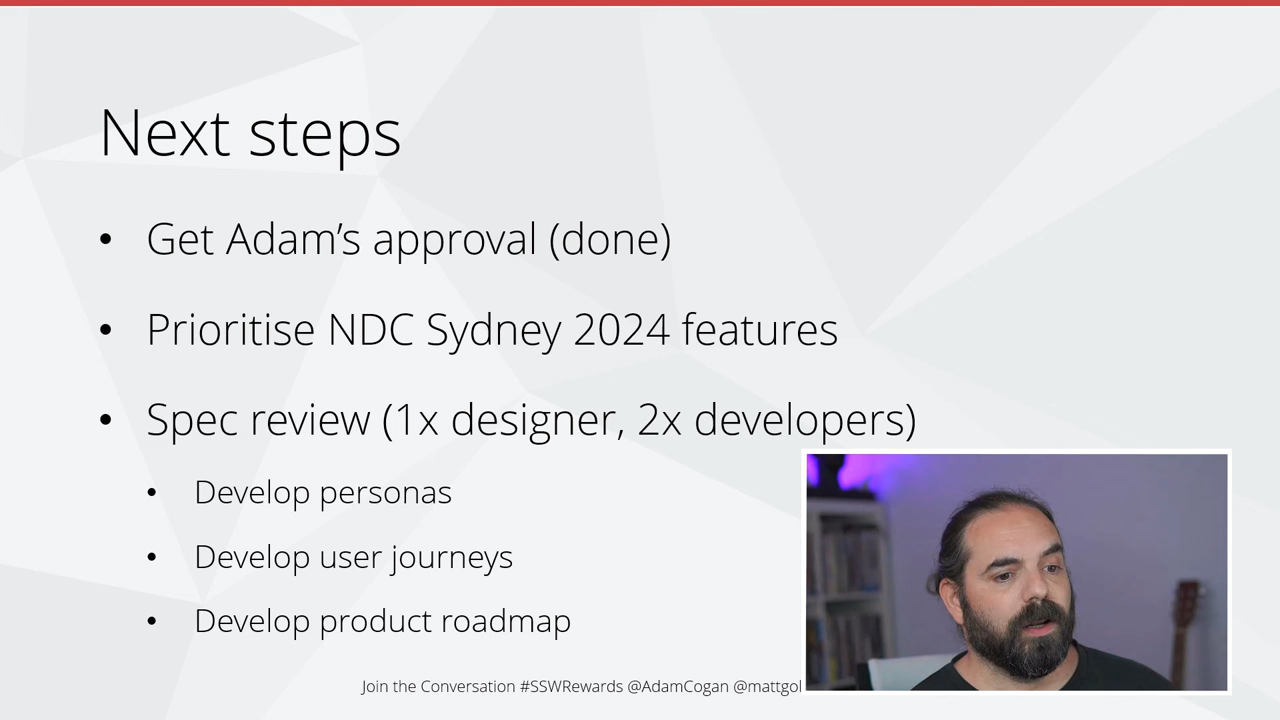 Next steps
• Get Adam’s approval (done)
• Prioritise NDC Sydney 2024 features
• Spec review (1x designer, 2x developers)
• Develop personas
• Develop user journeys
• Develop product roadmap
Join the Conversation #SSWRewards @AdamCogan @mattgol